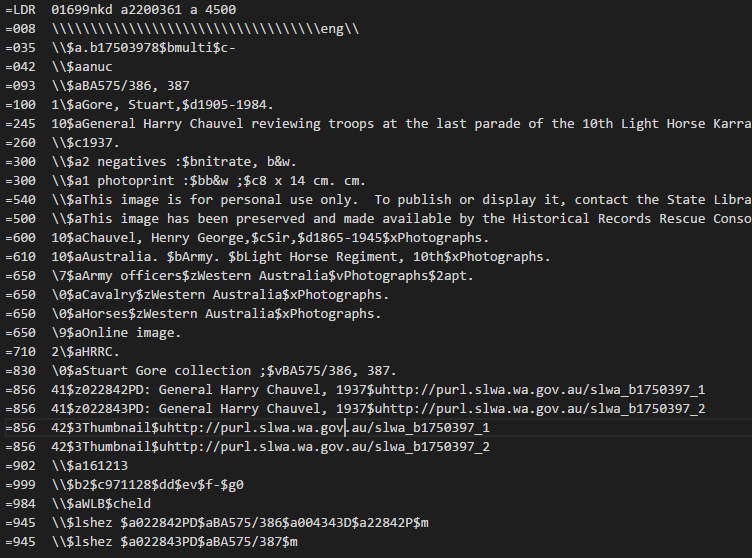 =LDR  01699nkd a2200361 a 4500
=008  \\\\\\\\\\\\\\\\\\\\\\\\\\\\\\\\\\\eng\\
=035  \\$a.b17503978$bmulti$c-
=042  \\$aanuc
=093  \\$aBA575/386, 387
=100  1\$aGore, Stuart,$d1905-1984.
=245  10$aGeneral Harry Chauvel reviewing troops at the last parade of the 10th Light Horse Karra
=260  \\$c1937.
=300  \\$a2 negatives :$bnitrate, b&w.
=300  \\$a1 photoprint :$bb&w ;$c8 x 14 cm. cm.
=540  \\$aThis image is for personal use only.  To publish or display it, contact the State Libra
=500  \\$aThis image has been preserved and made available by the Historical Records Rescue Conso
=600  10$aChauvel, Henry George,$cSir,$d1865-1945$xPhotographs.
=610  10$aAustralia. $bArmy. $bLight Horse Regiment, 10th$xPhotographs.
=650  \7$aArmy officers$zWestern Australia$vPhotographs$2apt.
=650  \0$aCavalry$zWestern Australia$xPhotographs.
=650  \0$aHorses$zWestern Australia$xPhotographs.
=650  \9$aOnline image.
=710  2\$aHRRC.
=830  \0$aStuart Gore collection ;$vBA575/386, 387.
=856  41$z022842PD: General Harry Chauvel, 1937$uhttp://purl.slwa.wa.gov.au/slwa_b1750397_1
=856  41$z022843PD: General Harry Chauvel, 1937$uhttp://purl.slwa.wa.gov.au/slwa_b1750397_2
=856  42$3Thumbnail$uhttp://purl.slwa.wa.gov.au/slwa_b1750397_1
=856  42$3Thumbnail$uhttp://purl.slwa.wa.gov.au/slwa_b1750397_2
=902  \\$a161213
=999  \\$b2$c971128$dd$ev$f-$g0
=984  \\$aWLB$cheld
=945  \\$lshez $a022842PD$aBA575/386$a004343D$a22842P$m
=945  \\$lshez $a022843PD$aBA575/387$m